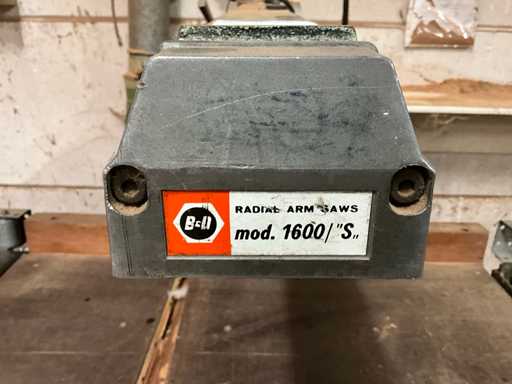 B&D
RADIAL ARM SAWS
mod. 1600/"S„